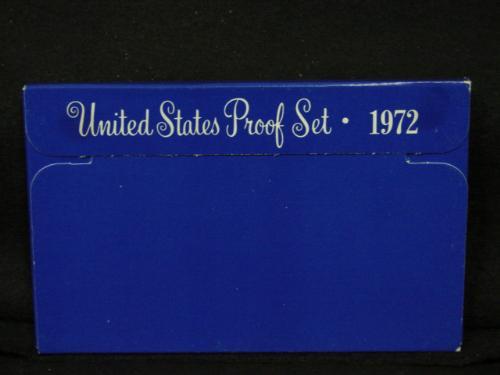 United States Proof Set · 1972